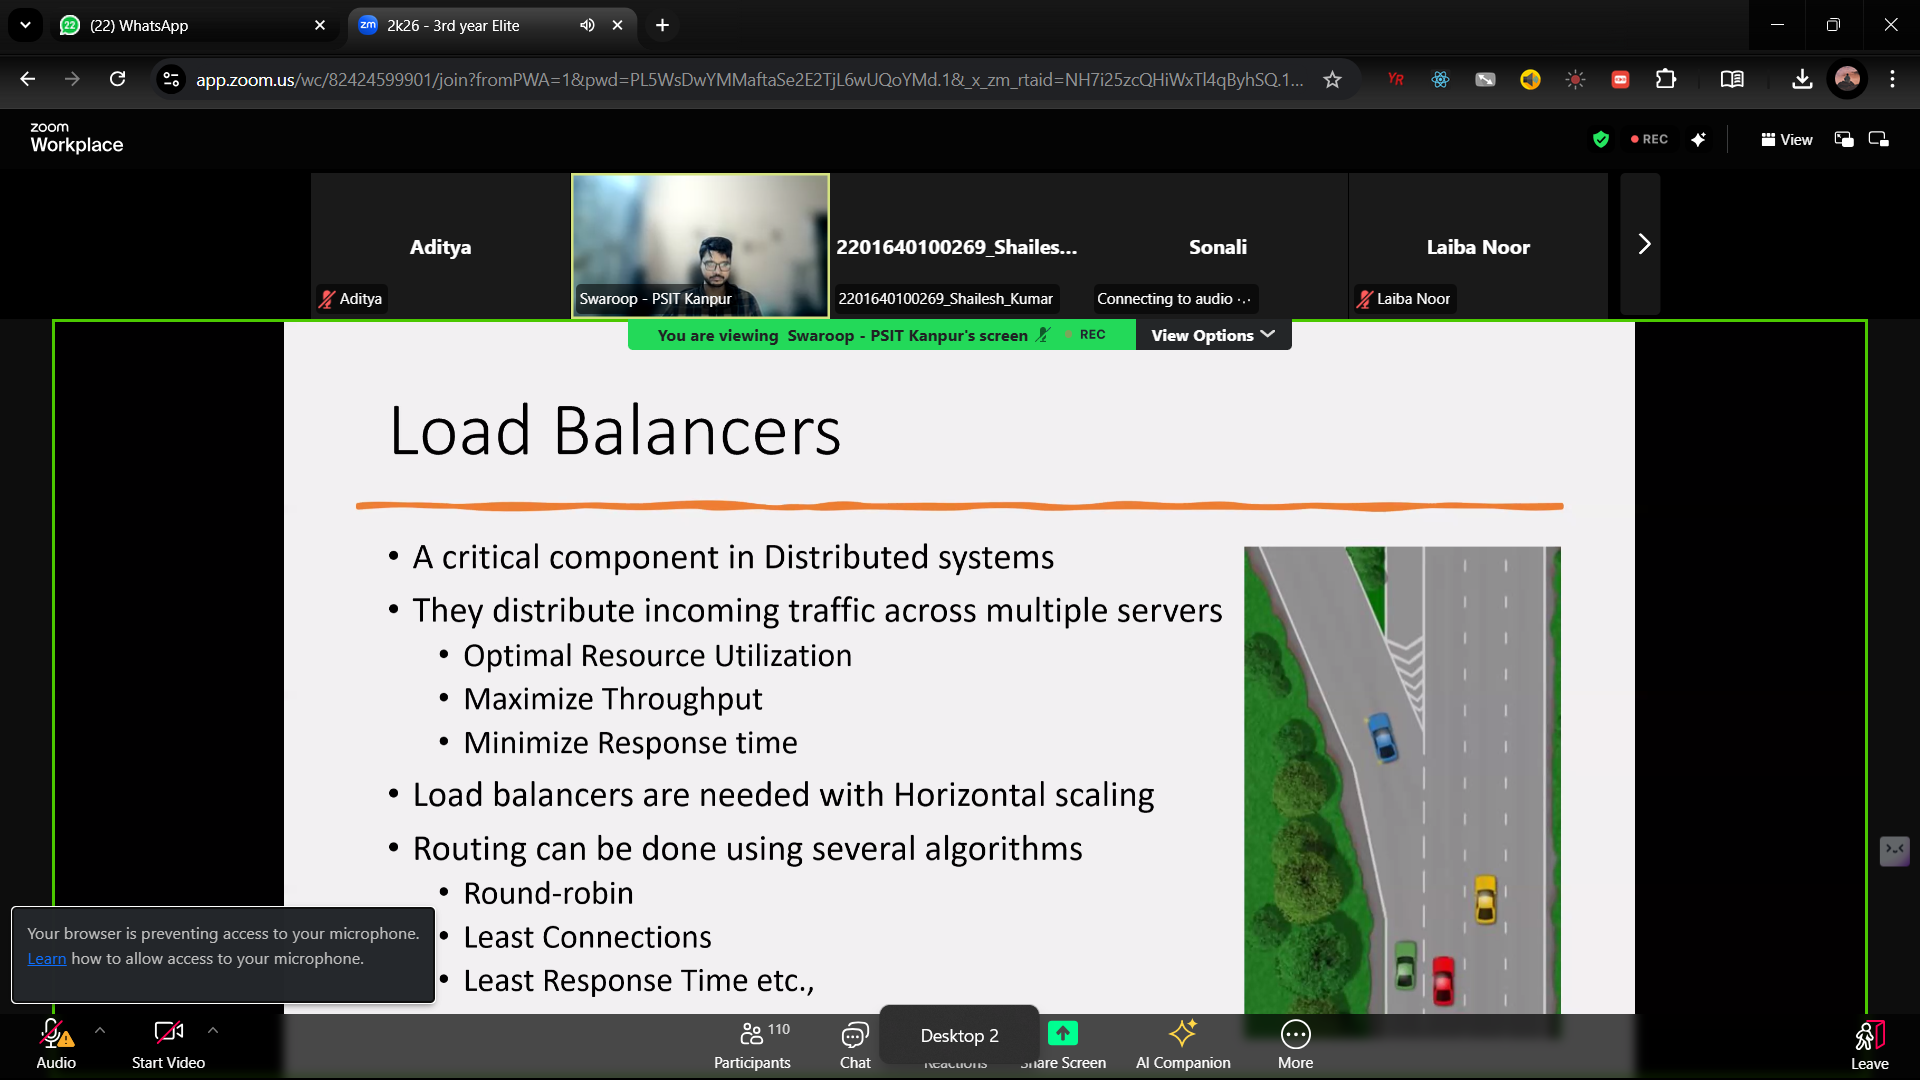 22
(22) WhatsApp
zm
2k26 - 3rd year Elite
app.zoom.us/wc/82424599901/join?fromPWA=1&pwd=PL5WsDwYMMaftaSe2E2TjL6wUQoYMd.1&_x_zm_rtaid=NH7i25zcQHiWxTl4qByhSQ.1...
YR
zoom
Workplace
REC
View
Aditya
2201640100269_Shailes...
Sonali
Laiba Noor
Aditya
Swaroop - PSIT Kanpur
2201640100269_Shailesh_Kumar
Connecting to audio
Laiba Noor
You are viewing Swaroop - PSIT Kanpur's screen
REC
View Options
Load Balancers
• A critical component in Distributed systems
• They distribute incoming traffic across multiple servers
• Optimal Resource Utilization
• Maximize Throughput
• Minimize Response time
• Load balancers are needed with Horizontal scaling
• Routing can be done using several algorithms
• Round-robin
• Least Connections
• Least Response Time etc.,
Your browser is preventing access to your microphone.
Learn how to allow access to your microphone.
Audio
Start Video
Participants
110
Chat
Desktop 2
Reactions
Share Screen
AI Companion
More
Leave